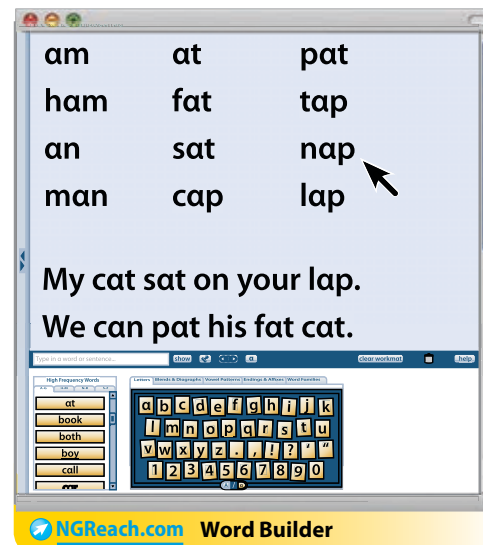 am at pat
ham fat tap
an sat nap
man cap lap
My cat sat on your lap.
We can pat his fat cat.
Type in a word or sentence... show a. clear workmat help
High Frequency Words
Letters Blends & Diagraphs Vowel Patterns Endings & Affixes Word Families
at
book
both
boy
call
a b c d e f g h i j k
l m n o p q r s t u
v w x y z . , ! ? ‘ “
1 2 3 4 5 6 7 8 9 0
NGReach.com Word Builder